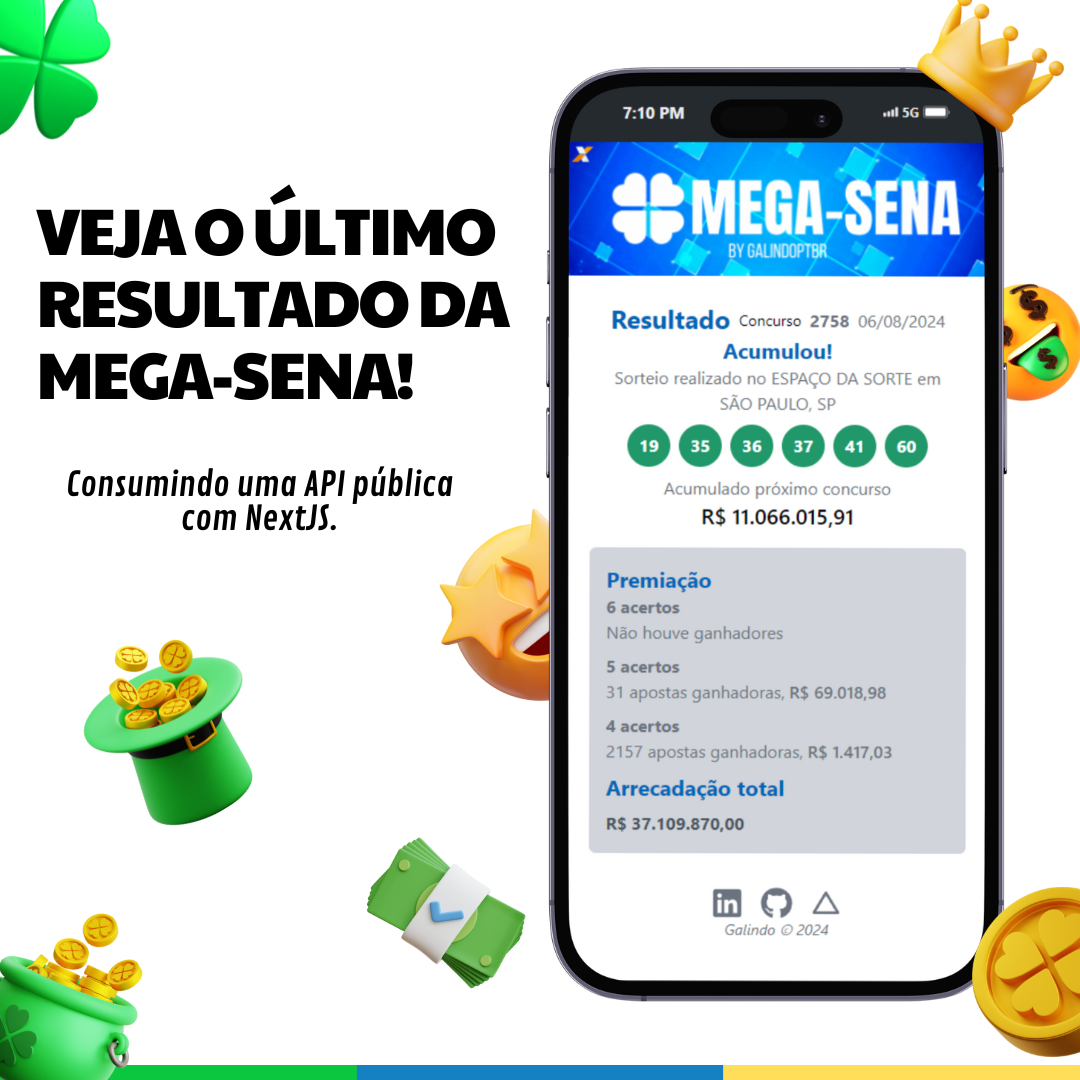 VEJA O ÚLTIMO
RESULTADO DA
MEGA-SENA!
Consumindo uma API pública
com NextJS.
7:10 PM
5G
X
MEGA-SENA
BY GALINDOPTBR
Resultado Concurso 2758 06/08/2024
Acumulou!
Sorteio realizado no ESPAÇO DA SORTE em
SÃO PAULO, SP
19 35 36 37 41 60
Acumulado próximo concurso
R$ 11.066.015,91
Premiação
6 acertos
Não houve ganhadores
5 acertos
31 apostas ganhadoras, R$ 69.018,98
4 acertos
2157 apostas ganhadoras, R$ 1.417,03
Arrecadação total
R$ 37.109.870,00
in
Galindo © 2024